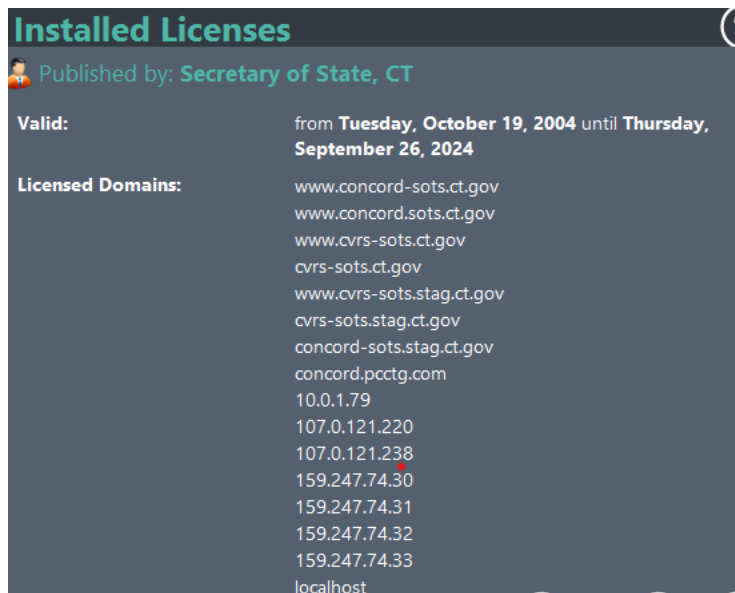 Installed Licenses
Published by: Secretary of State, CT
Valid: from Tuesday, October 19, 2004 until Thursday,
September 26, 2024
Licensed Domains: www.concord-sots.ct.gov
www.concord.sots.ct.gov
www.cvrs-sots.ct.gov
cvrs-sots.ct.gov
www.cvrs-sots.stag.ct.gov
cvrs-sots.stag.ct.gov
concord-sots.stag.ct.gov
concord.pcctg.com
10.0.1.79
107.0.121.220
107.0.121.238
159.247.74.30
159.247.74.31
159.247.74.32
159.247.74.33
localhost